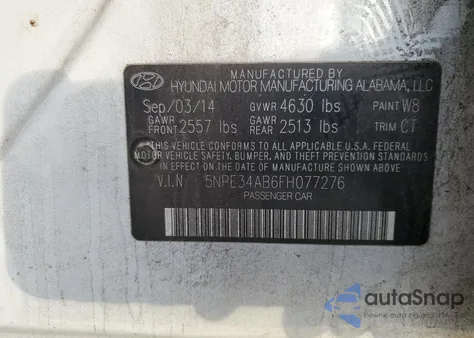 MANUFACTURED BY
HYUNDAI MOTOR MANUFACTURING ALABAMA, LLC
Sep/03/14 GVWR 4630 lbs PAINT W8
GAWR FRONT 2557 lbs GAWR REAR 2513 lbs TRIM CT
THIS VEHICLE CONFORMS TO ALL APPLICABLE U.S.A. FEDERAL
MOTOR VEHICLE SAFETY, BUMPER, AND THEFT PREVENTION STANDARDS
IN EFFECT ON THE DATE OF MANUFACTURE SHOWN ABOVE
V.I.N 5NPE34AB6FH077276
PASSENGER CAR
autoSnap
Pewne auto z